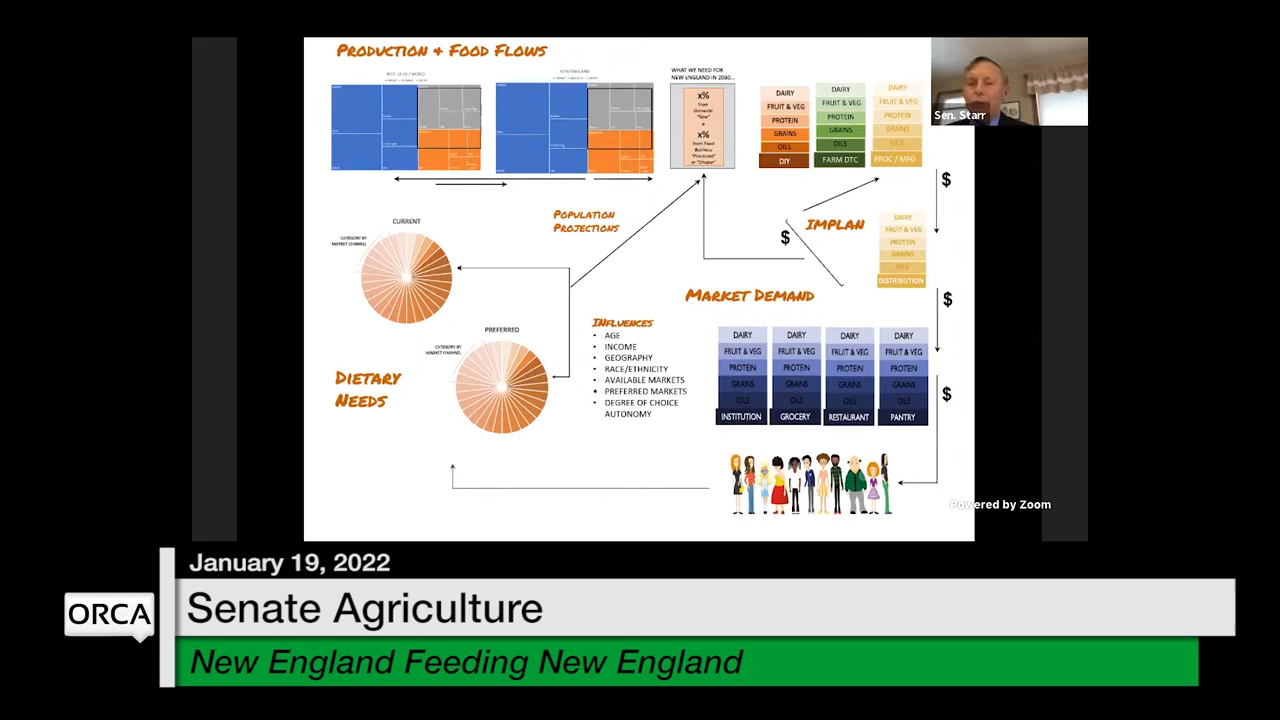 PRODUCTION + FOOD FLOWS
REST OF US / WORLD
NEW ENGLAND
WHAT WE NEED FOR
NEW ENGLAND IN 2030...
x%
from
Domestic
"New"
+
x%
from Food
Business
"Processed"
or "Unique"
DAIRY
FRUIT & VEG
PROTEIN
GRAINS
OILS
DIY
DAIRY
FRUIT & VEG
PROTEIN
GRAINS
OILS
FARM DTC
DAIRY
FRUIT & VEG
PROTEIN
GRAINS
OILS
PROC / MFG
Sen. Starr
$
POPULATION
PROJECTIONS
$
IMPLAN
DAIRY
FRUIT & VEG
PROTEIN
GRAINS
OILS
DISTRIBUTION
$
CURRENT
CATEGORY BY
MARKET CHANNEL
PREFERRED
CATEGORY BY
MARKET CHANNEL
DIETARY
NEEDS
INFLUENCES
• AGE
• INCOME
• GEOGRAPHY
• RACE/ETHNICITY
• AVAILABLE MARKETS
• PREFERRED MARKETS
• DEGREE OF CHOICE
AUTONOMY
MARKET DEMAND
DAIRY
FRUIT & VEG
PROTEIN
GRAINS
OILS
INSTITUTION
DAIRY
FRUIT & VEG
PROTEIN
GRAINS
OILS
GROCERY
DAIRY
FRUIT & VEG
PROTEIN
GRAINS
OILS
RESTAURANT
DAIRY
FRUIT & VEG
PROTEIN
GRAINS
OILS
PANTRY
$
Powered by Zoom
January 19, 2022
ORCA
Senate Agriculture
New England Feeding New England